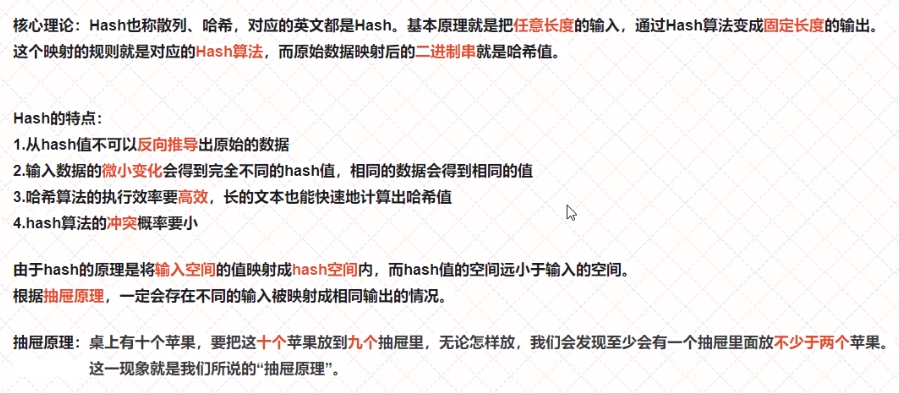 核心理论：Hash也称散列、哈希，对应的英文都是Hash。基本原理就是把任意长度的输入，通过Hash算法变成固定长度的输出。
这个映射的规则就是对应的Hash算法，而原始数据映射后的二进制串就是哈希值。
Hash的特点：
1.从hash值不可以反向推导出原始的数据
2.输入数据的微小变化会得到完全不同的hash值，相同的数据会得到相同的值
3.哈希算法的执行效率要高效，长的文本也能快速地计算出哈希值
4.hash算法的冲突概率要小
由于hash的原理是将输入空间的值映射成hash空间内，而hash值的空间远小于输入的空间。
根据抽屉原理，一定会存在不同的输入被映射成相同输出的情况。
抽屉原理：桌上有十个苹果，要把这十个苹果放到九个抽屉里，无论怎样放，我们会发现至少会有一个抽屉里面放不少于两个苹果。
这一现象就是我们所说的“抽屉原理”。